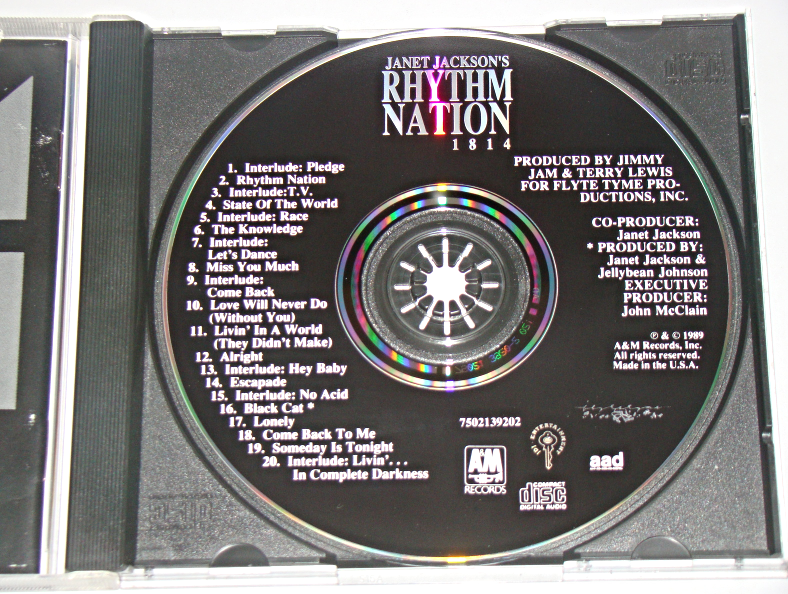 JANET JACKSON'S
RHYTHM
NATION
1814
1. Interlude: Pledge
2. Rhythm Nation
3. Interlude:T.V.
4. State Of The World
5. Interlude: Race
6. The Knowledge
7. Interlude:
Let's Dance
8. Miss You Much
9. Interlude:
Come Back
10. Love Will Never Do
(Without You)
11. Livin' In A World
(They Didn't Make)
12. Alright
13. Interlude: Hey Baby
14. Escapade
15. Interlude: No Acid
16. Black Cat *
17. Lonely
18. Come Back To Me
19. Someday Is Tonight
20. Interlude: Livin'. . .
In Complete Darkness
PRODUCED BY JIMMY
JAM & TERRY LEWIS
FOR FLYTE TYME PRO-
DUCTIONS, INC.
CO-PRODUCER:
Janet Jackson
* PRODUCED BY:
Janet Jackson &
Jellybean Johnson
EXECUTIVE
PRODUCER:
John McClain
℗ & © 1989
A&M Records, Inc.
All rights reserved.
Made in the U.S.A.
7502139202
A&M
RECORDS
ENTERTAINMENT
COMPACT
disc
DIGITAL AUDIO
aad